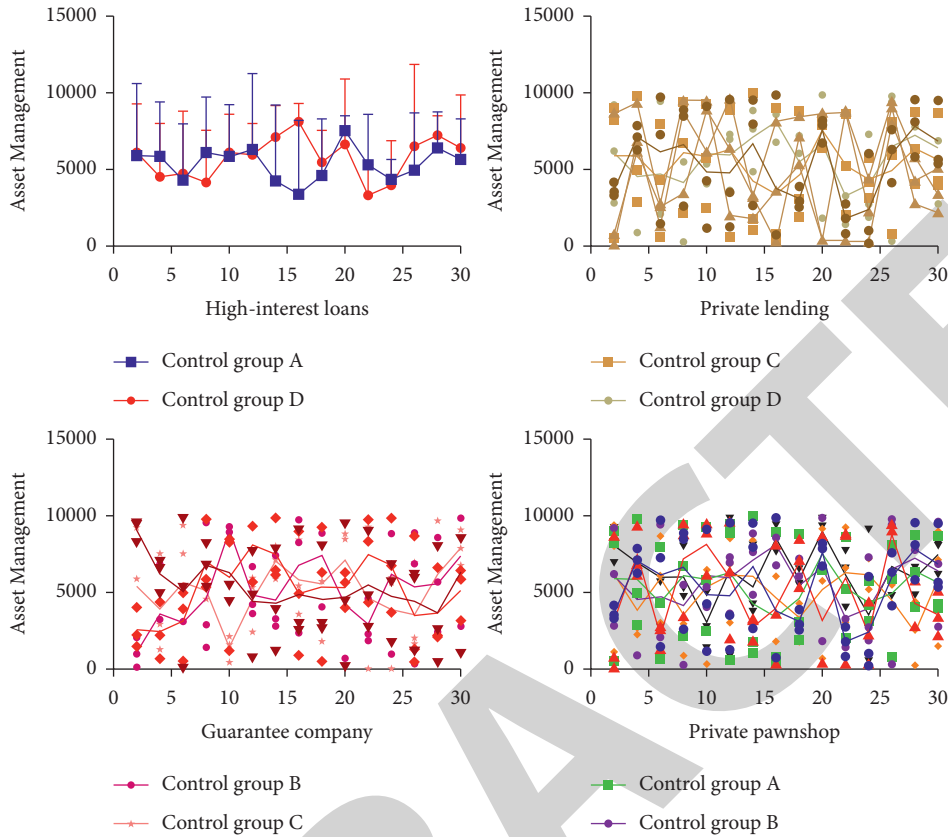 15000
10000
5000
0
Asset Management
0 5 10 15 20 25 30
High-interest loans
Control group A
Control group D
15000
10000
5000
0
Asset Management
0 5 10 15 20 25 30
Private lending
Control group C
Control group D
15000
10000
5000
0
Asset Management
0 5 10 15 20 25 30
Guarantee company
Control group B
Control group C
15000
10000
5000
0
Asset Management
0 5 10 15 20 25 30
Private pawnshop
Control group A
Control group B